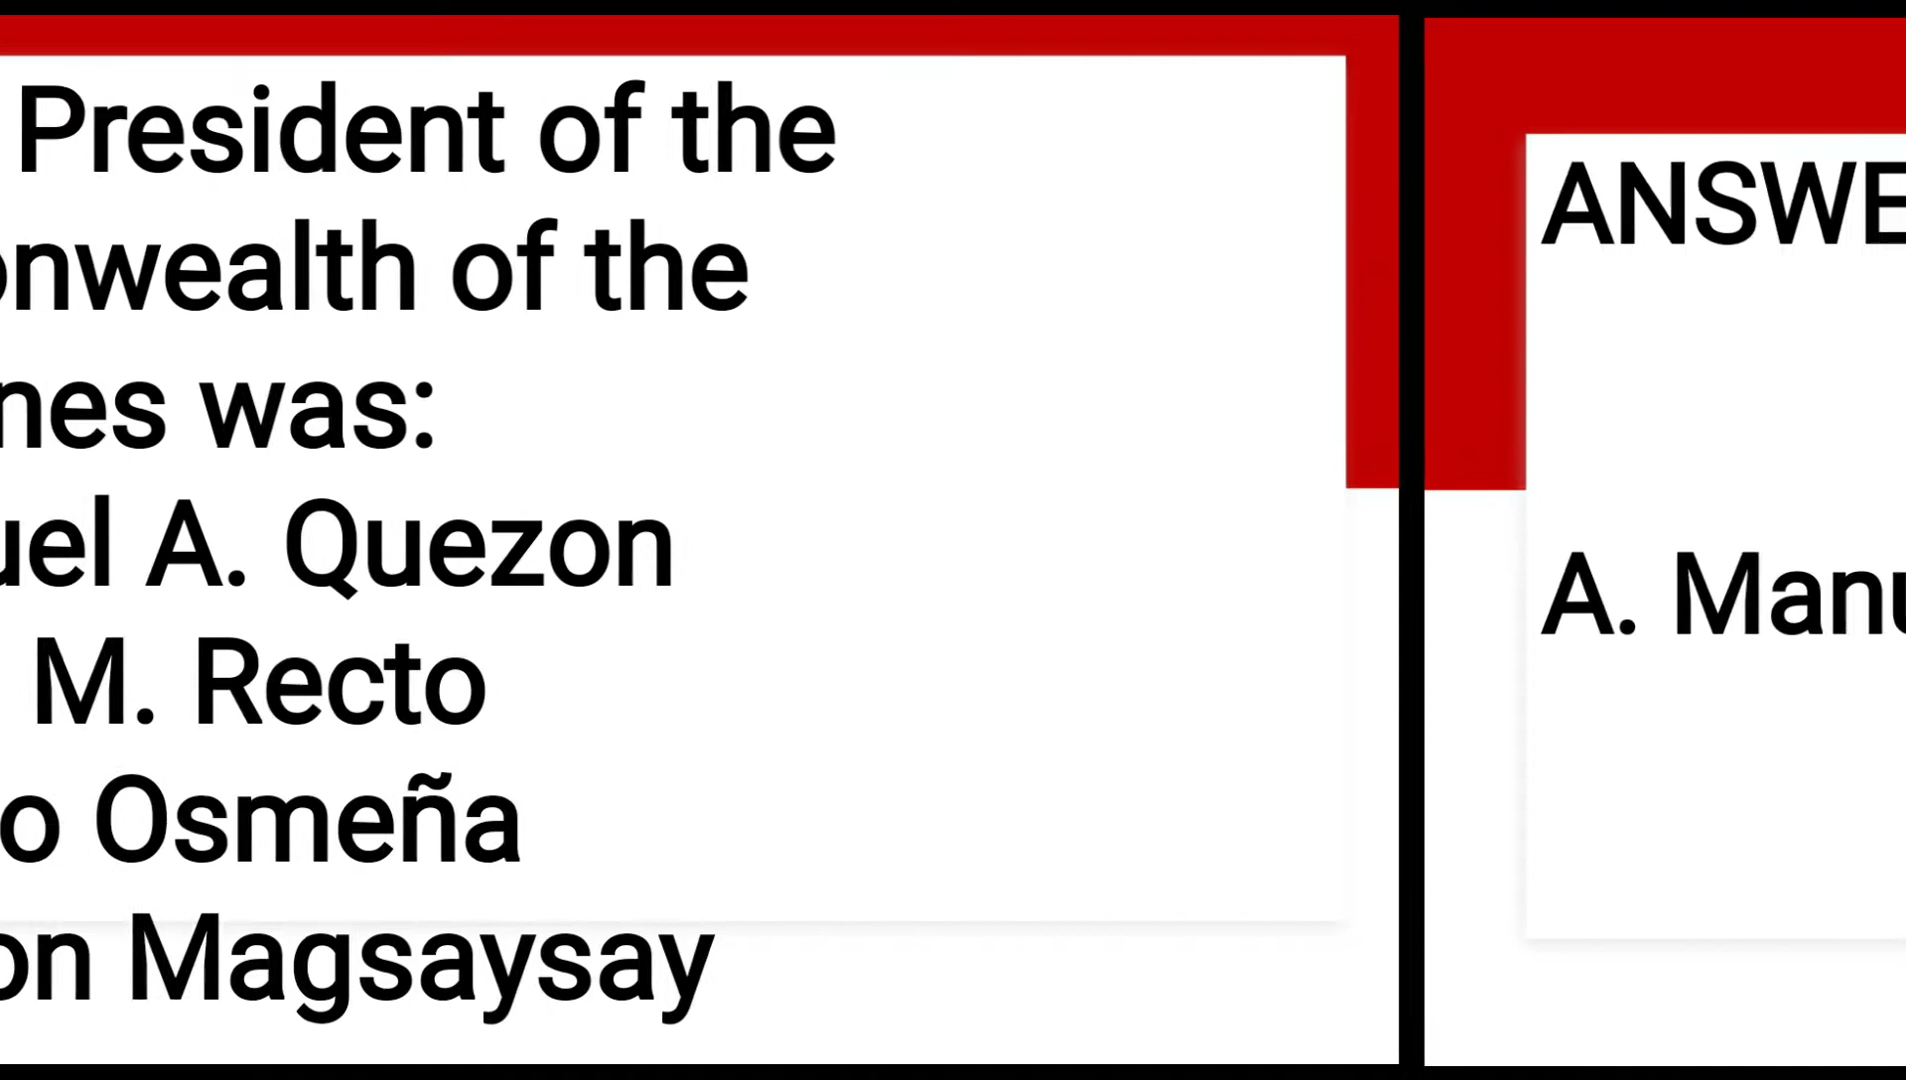 President of the
onwealth of the
nes was:
uel A. Quezon
M. Recto
o Osmeña
on Magsaysay
ANSWE
A. Manu